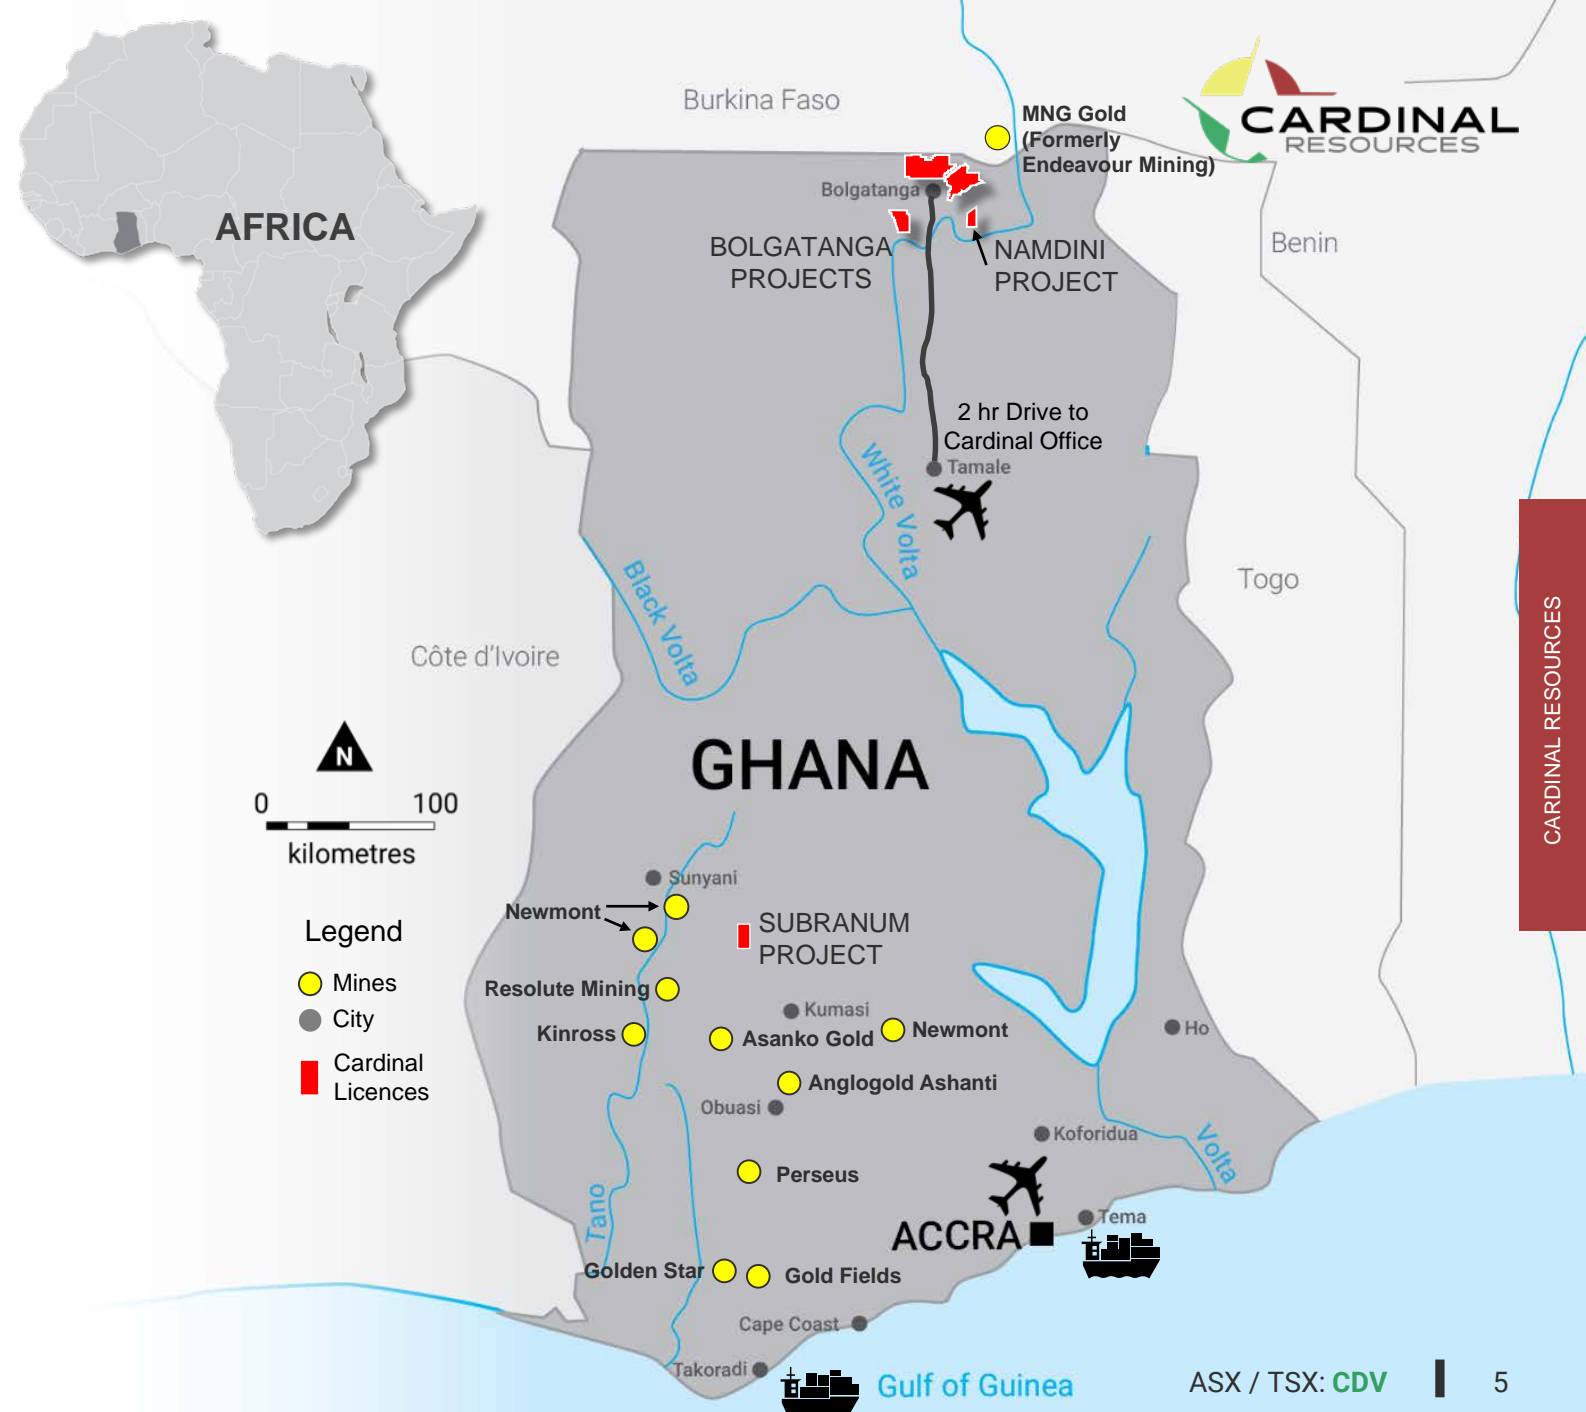 AFRICA
Burkina Faso
MNG Gold
(Formerly
Endeavour Mining)
CARDINAL
RESOURCES
Bolgatanga
BOLGATANGA
PROJECTS
NAMDINI
PROJECT
Benin
2 hr Drive to
Cardinal Office
Tamale
White Volta
Black Volta
Togo
Côte d'Ivoire
CARDINAL RESOURCES
GHANA
N
0 100
kilometres
Legend
Mines
City
Cardinal
Licences
Sunyani
Newmont
SUBRANUM
PROJECT
Resolute Mining
Kumasi
Kinross
Asanko Gold
Newmont
Ho
Anglogold Ashanti
Obuasi
Koforidua
Volta
Perseus
Tano
ACCRA
Tema
Golden Star
Gold Fields
Cape Coast
Takoradi
Gulf of Guinea
ASX / TSX: CDV
5